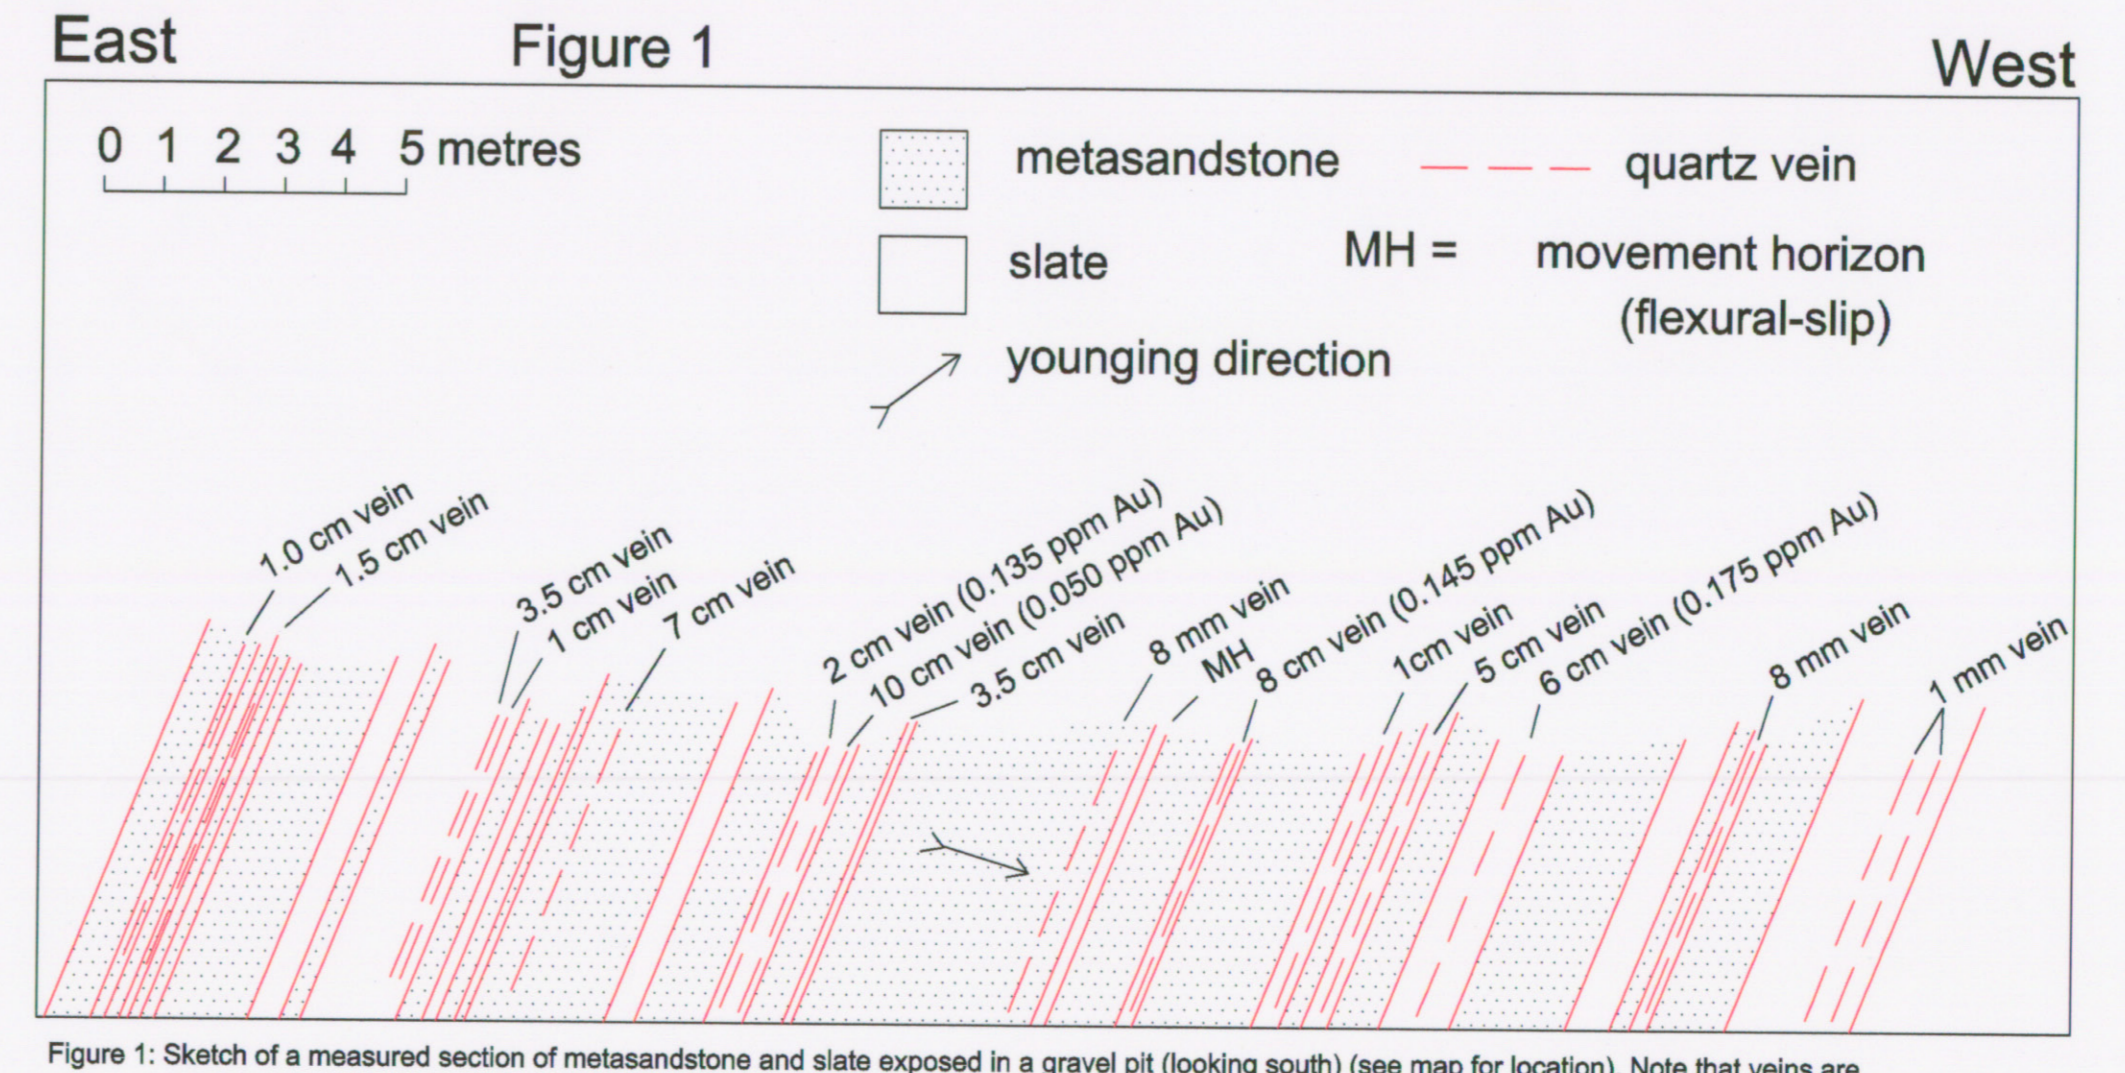 East
Figure 1
West
0 1 2 3 4 5 metres
metasandstone
quartz vein
slate
MH = movement horizon
(flexural-slip)
younging direction
1.0 cm vein
1.5 cm vein
3.5 cm vein
1 cm vein
7 cm vein
2 cm vein (0.135 ppm Au)
10 cm vein (0.050 ppm Au)
3.5 cm vein
8 mm vein
MH
8 cm vein (0.145 ppm Au)
1cm vein
5 cm vein
6 cm vein (0.175 ppm Au)
8 mm vein
1 mm vein
Figure 1: Sketch of a measured section of metasandstone and slate exposed in a gravel pit (looking south) (see map for location). Note that veins are